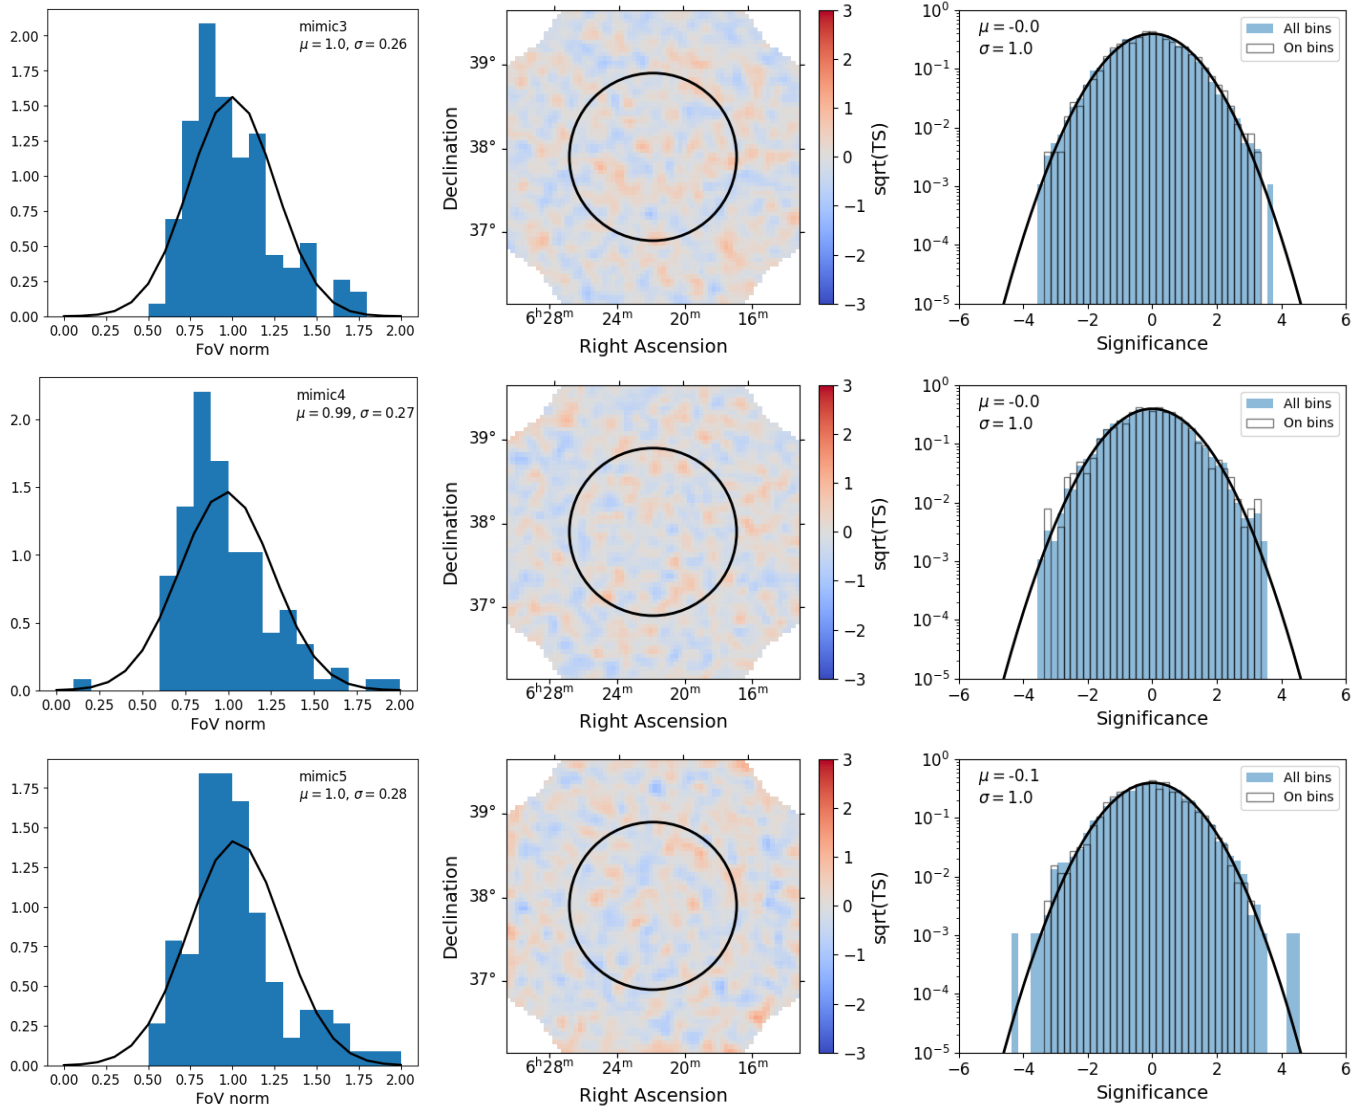 mimic3
μ = 1.0, σ = 0.26
2.00
1.75
1.50
1.25
1.00
0.75
0.50
0.25
0.00
0.00 0.25 0.50 0.75 1.00 1.25 1.50 1.75 2.00
FoV norm
39°
38°
37°
Declination
6ʰ28ᵐ 24ᵐ 20ᵐ 16ᵐ
Right Ascension
3
2
1
0
−1
−2
−3
sqrt(TS)
μ = -0.0
σ = 1.0
All bins
On bins
10⁰
10⁻¹
10⁻²
10⁻³
10⁻⁴
10⁻⁵
−6 −4 −2 0 2 4 6
Significance
mimic4
μ = 0.99, σ = 0.27
2.0
1.5
1.0
0.5
0.0
0.00 0.25 0.50 0.75 1.00 1.25 1.50 1.75 2.00
FoV norm
39°
38°
37°
Declination
6ʰ28ᵐ 24ᵐ 20ᵐ 16ᵐ
Right Ascension
3
2
1
0
−1
−2
−3
sqrt(TS)
μ = -0.0
σ = 1.0
All bins
On bins
10⁰
10⁻¹
10⁻²
10⁻³
10⁻⁴
10⁻⁵
−6 −4 −2 0 2 4 6
Significance
mimic5
μ = 1.0, σ = 0.28
1.75
1.50
1.25
1.00
0.75
0.50
0.25
0.00
0.00 0.25 0.50 0.75 1.00 1.25 1.50 1.75 2.00
FoV norm
39°
38°
37°
Declination
6ʰ28ᵐ 24ᵐ 20ᵐ 16ᵐ
Right Ascension
3
2
1
0
−1
−2
−3
sqrt(TS)
μ = -0.1
σ = 1.0
All bins
On bins
10⁰
10⁻¹
10⁻²
10⁻³
10⁻⁴
10⁻⁵
−6 −4 −2 0 2 4 6
Significance